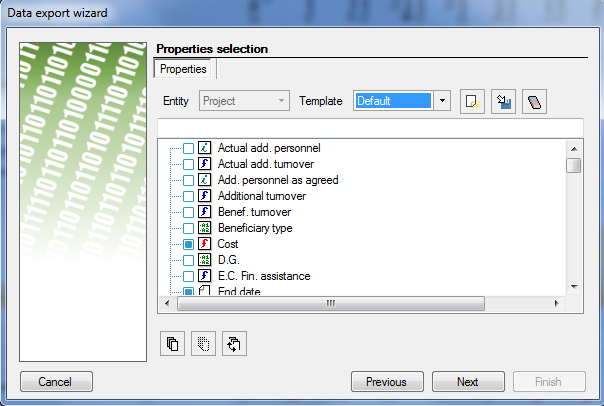 Data export wizard
Properties selection
Properties
Entity Project Template Default
Actual add. personnel
Actual add. turnover
Add. personnel as agreed
Additional turnover
Benef. turnover
Beneficiary type
Cost
D.G.
E.C. Fin. assistance
End date
Cancel Previous Next Finish